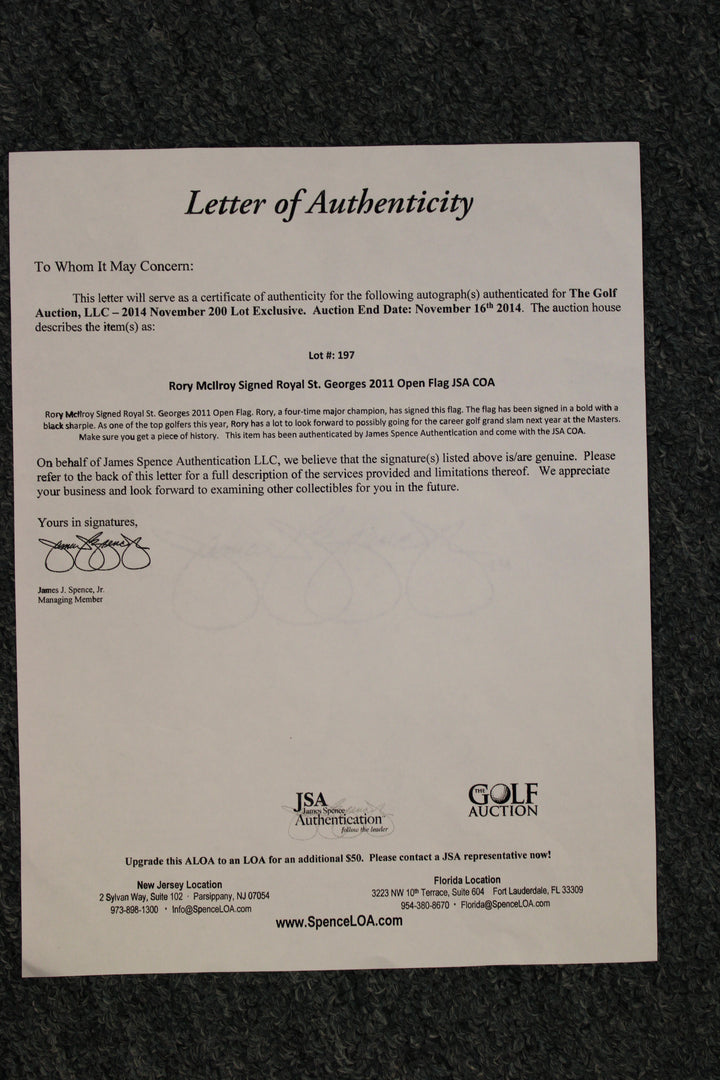 Letter of Authenticity
To Whom It May Concern:
This letter will serve as a certificate of authenticity for the following autograph(s) authenticated for The Golf
Auction, LLC – 2014 November 200 Lot Exclusive. Auction End Date: November 16th 2014. The auction house
describes the item(s) as:
Lot #: 197
Rory McIlroy Signed Royal St. Georges 2011 Open Flag JSA COA
Rory McIlroy Signed Royal St. Georges 2011 Open Flag. Rory, a four-time major champion, has signed this flag. The flag has been signed in a bold with a
black sharpie. As one of the top golfers this year, Rory has a lot to look forward to possibly going for the career golf grand slam next year at the Masters.
Make sure you get a piece of history. This item has been authenticated by James Spence Authentication and come with the JSA COA.
On behalf of James Spence Authentication LLC, we believe that the signature(s) listed above is/are genuine. Please
refer to the back of this letter for a full description of the services provided and limitations thereof. We appreciate
your business and look forward to examining other collectibles for you in the future.
Yours in signatures,
James Spence Jr
James J. Spence, Jr.
Managing Member
JSA
James Spence
Authentication
follow the leader
THE GOLF
AUCTION
Upgrade this ALOA to an LOA for an additional $50. Please contact a JSA representative now!
New Jersey Location
2 Sylvan Way, Suite 102 · Parsippany, NJ 07054
973-898-1300 · Info@SpenceLOA.com
Florida Location
3223 NW 10th Terrace, Suite 604 Fort Lauderdale, FL 33309
954-380-8670 · Florida@SpenceLOA.com
www.SpenceLOA.com